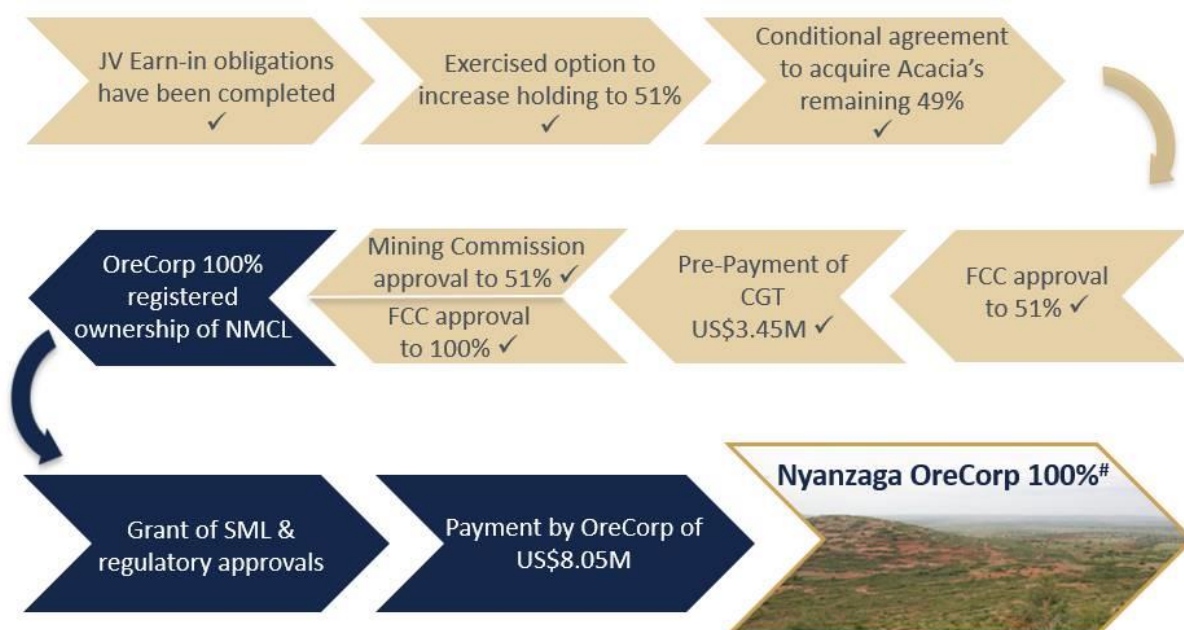 JV Earn-in obligations
have been completed
✓
Exercised option to
increase holding to 51%
✓
Conditional agreement
to acquire Acacia's
remaining 49%
✓
FCC approval
to 51% ✓
Pre-Payment of
CGT
US$3.45M ✓
Mining Commission
approval to 51% ✓
FCC approval
to 100% ✓
OreCorp 100%
registered
ownership of NMCL
Grant of SML &
regulatory approvals
Payment by OreCorp of
US$8.05M
Nyanzaga OreCorp 100%#